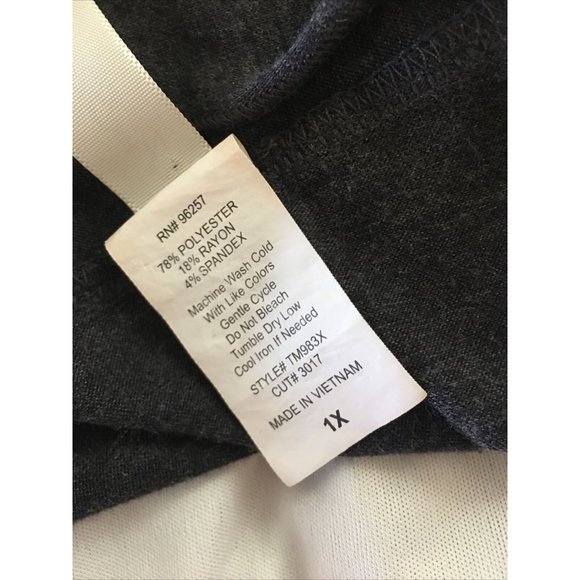 RN# 96257
78% POLYESTER
18% RAYON
4% SPANDEX
Machine Wash Cold
With Like Colors
Gentle Cycle
Do Not Bleach
Tumble Dry Low
Cool Iron If Needed
STYLE# TM983X
CUT# 3017
MADE IN VIETNAM
1X